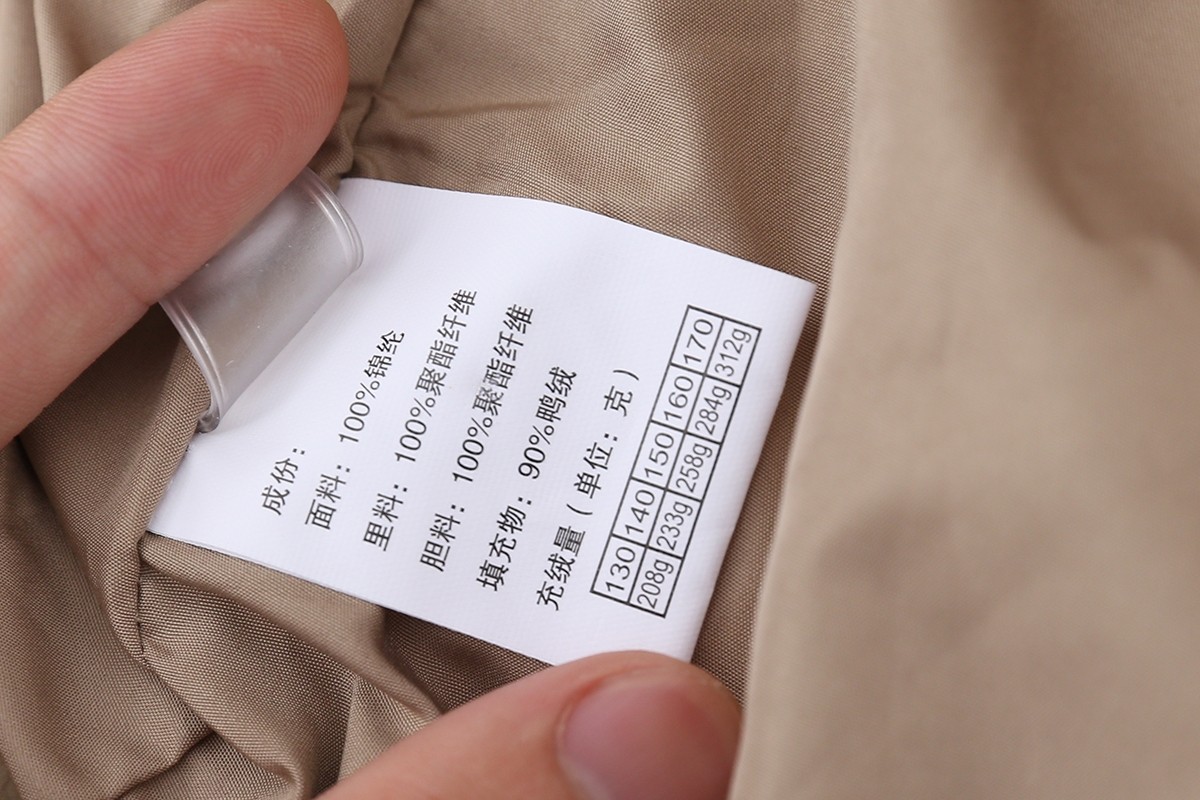 成份：
面料：100%锦纶
里料：100%聚酯纤维
胆料：100%聚酯纤维
填充物：90%鸭绒
充绒量（单位：克）
130 140 150 160 170
208g 233g 258g 284g 312g